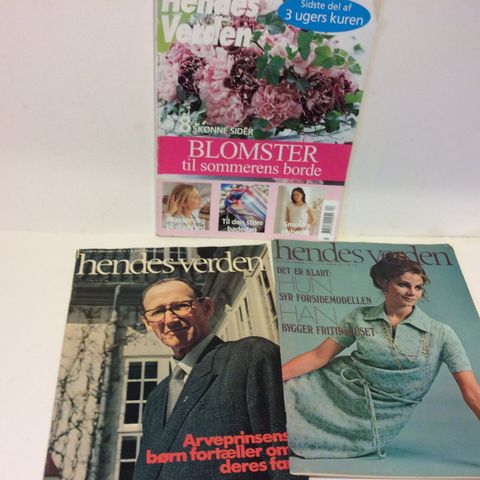 Hendes
Verden
Sidste del af
3 ugers kuren
8 SKØNNE SIDER
BLOMSTER
til sommerens borde
Til den store
badedag
hendes verden
Arveprinsens
børn fortæller om
deres far
hendes verden
DET ER KLART:
HUN
SYR FORSIDEMODELLEN
HAN
BYGGER FRITIDSHUSET